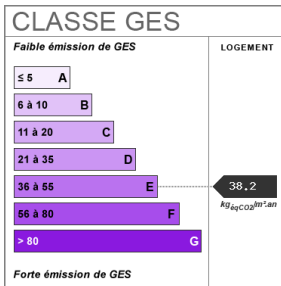 CLASSE GES
Faible émission de GES
LOGEMENT
≤ 5 A
6 à 10 B
11 à 20 C
21 à 35 D
36 à 55 E
38.2
56 à 80 F
kgéqCO2/m².an
> 80 G
Forte émission de GES